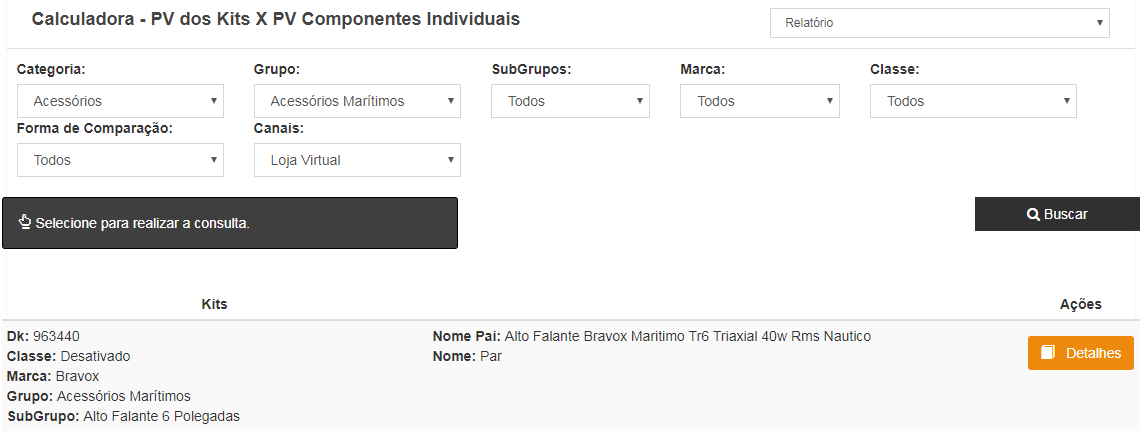 Calculadora - PV dos Kits X PV Componentes Individuais
Relatório
Categoria: Grupo: SubGrupos: Marca: Classe:
Acessórios Acessórios Marítimos Todos Todos Todos
Forma de Comparação: Canais:
Todos Loja Virtual
Selecione para realizar a consulta.
Buscar
Kits Ações
Dk: 963440 Nome Pai: Alto Falante Bravox Maritimo Tr6 Triaxial 40w Rms Nautico
Classe: Desativado Nome: Par
Detalhes
Marca: Bravox
Grupo: Acessórios Marítimos
SubGrupo: Alto Falante 6 Polegadas